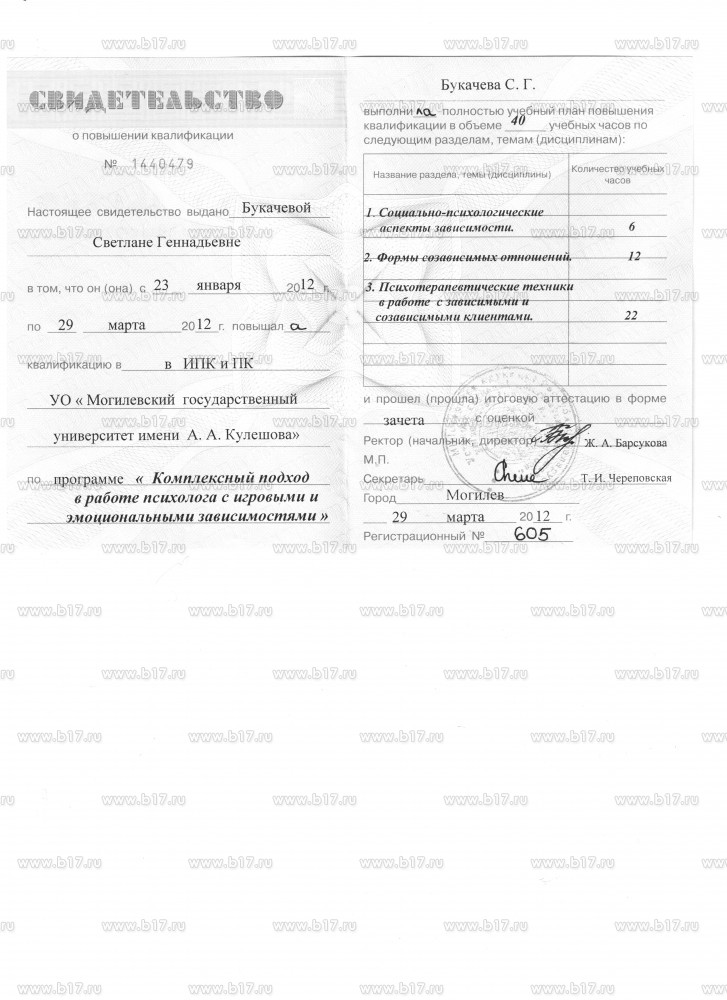 СВИДЕТЕЛЬСТВО
о повышении квалификации
№ 1440479
Настоящее свидетельство выдано Букачевой
Светлане Геннадьевне
в том, что он (она) с 23 января 2012 г.
по 29 марта 2012 г. повышала
квалификацию в в ИПК и ПК
УО « Могилевский государственный
университет имени А. А. Кулешова»
по программе « Комплексный подход
в работе психолога с игровыми и
эмоциональными зависимостями »
Букачева С. Г.
выполнила полностью учебный план повышения
квалификации в объеме 40 учебных часов по
следующим разделам, темам (дисциплинам):
Название раздела, темы (дисциплины) Количество учебных часов
1. Социально-психологические
аспекты зависимости. 6
2. Формы созависимых отношений. 12
3. Психотерапевтические техники
в работе с зависимыми и
созависимыми клиентами. 22
и прошел (прошла) итоговую аттестацию в форме
зачета с оценкой
Ректор (начальник, директор) Ж. А. Барсукова
М.П.
Секретарь Т. И. Череповская
Город Могилев
29 марта 2012 г.
Регистрационный № 605
www.b17.ru